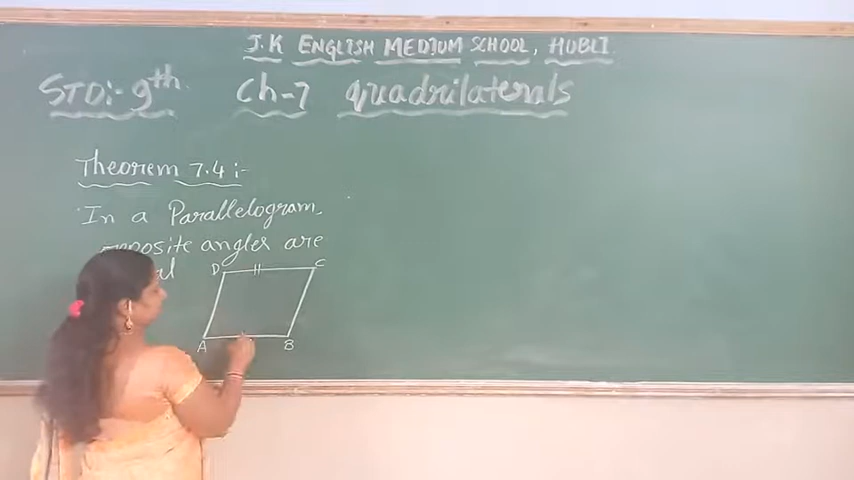 J.K ENGLISH MEDIUM SCHOOL, HUBLI.
STD:- 9th. Ch-7 quadrilaterals
Theorem 7.4 :-
In a Parallelogram,
opposite angles are
D C
A B